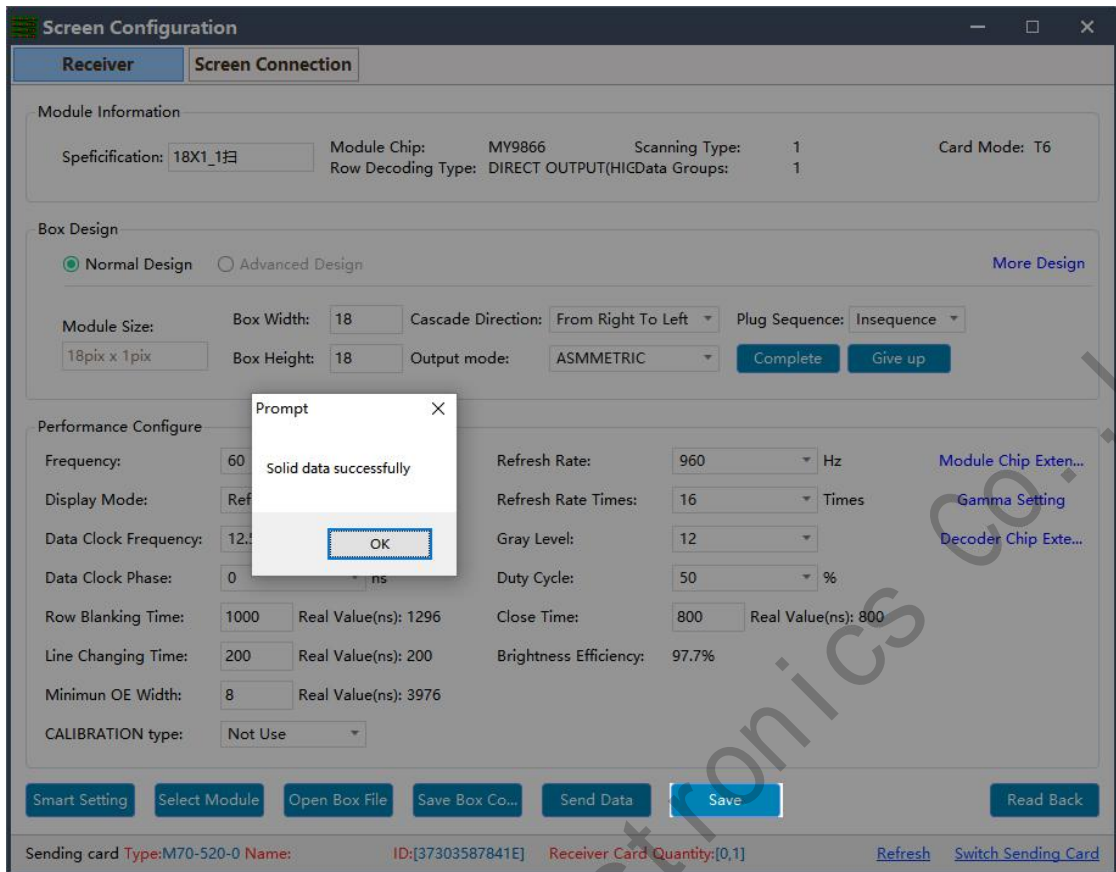 Screen Configuration
Receiver Screen Connection
Module Information
Speficification: 18X1_1扫 Module Chip: MY9866 Scanning Type: 1 Card Mode: T6
Row Decoding Type: DIRECT OUTPUT(HIGData Groups: 1
Box Design
Normal Design Advanced Design More Design
Module Size: Box Width: 18 Cascade Direction: From Right To Left Plug Sequence: Insequence
18pix x 1pix Box Height: 18 Output mode: ASMMETRIC Complete Give up
Performance Configure
Prompt
Solid data successfully
OK
Frequency: 60 Refresh Rate: 960 Hz Module Chip Exten...
Display Mode: Ref Refresh Rate Times: 16 Times Gamma Setting
Data Clock Frequency: 12.5 Gray Level: 12 Decoder Chip Exte...
Data Clock Phase: 0 ns Duty Cycle: 50 %
Row Blanking Time: 1000 Real Value(ns): 1296 Close Time: 800 Real Value(ns): 800
Line Changing Time: 200 Real Value(ns): 200 Brightness Efficiency: 97.7%
Minimun OE Width: 8 Real Value(ns): 3976
CALIBRATION type: Not Use
Smart Setting Select Module Open Box File Save Box Co... Send Data Save Read Back
Sending card Type:M70-520-0 Name: ID:[37303587841E] Receiver Card Quantity:[0,1] Refresh Switch Sending Card
stronics Co., L